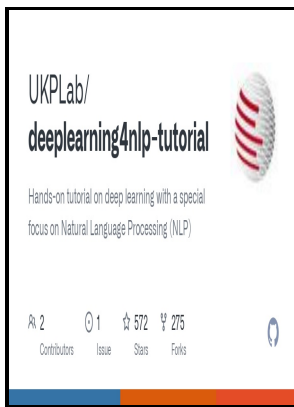 UKPLab/
deeplearning4nlp-tutorial
Hands-on tutorial on deep learning with a special
focus on Natural Language Processing (NLP)
2 1 572 275
Contributors Issue Stars Forks